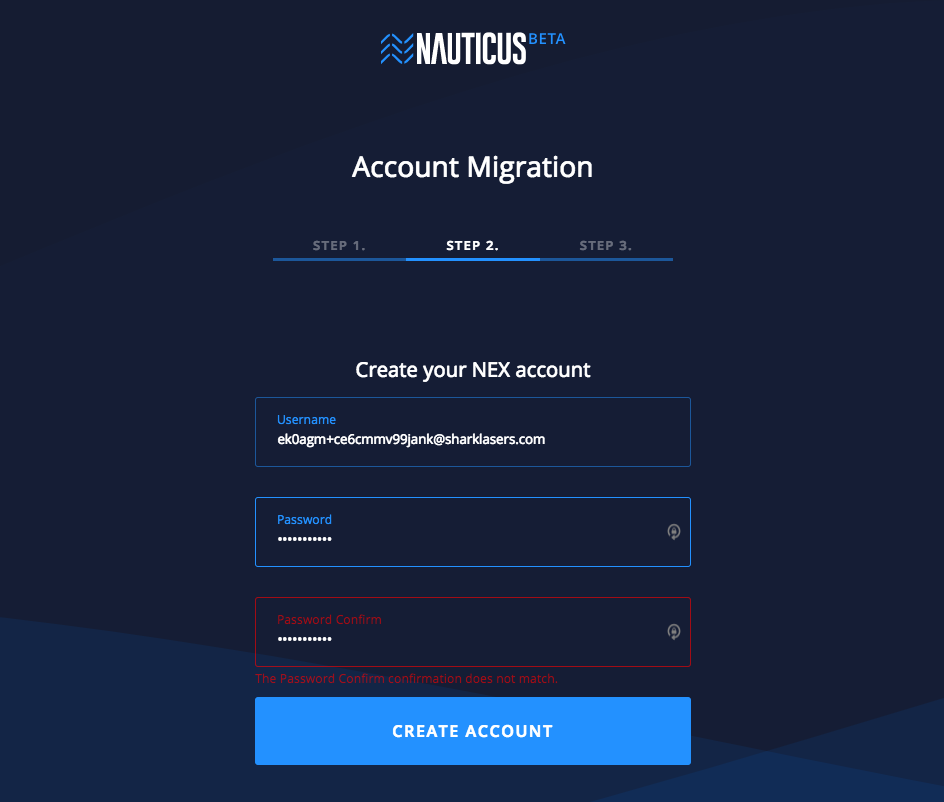 NAUTICUS BETA
Account Migration
STEP 1. STEP 2. STEP 3.
Create your NEX account
Username
ek0agm+ce6cmmv99jank@sharklasers.com
Password
•••••••••••
Password Confirm
•••••••••••
The Password Confirm confirmation does not match.
CREATE ACCOUNT